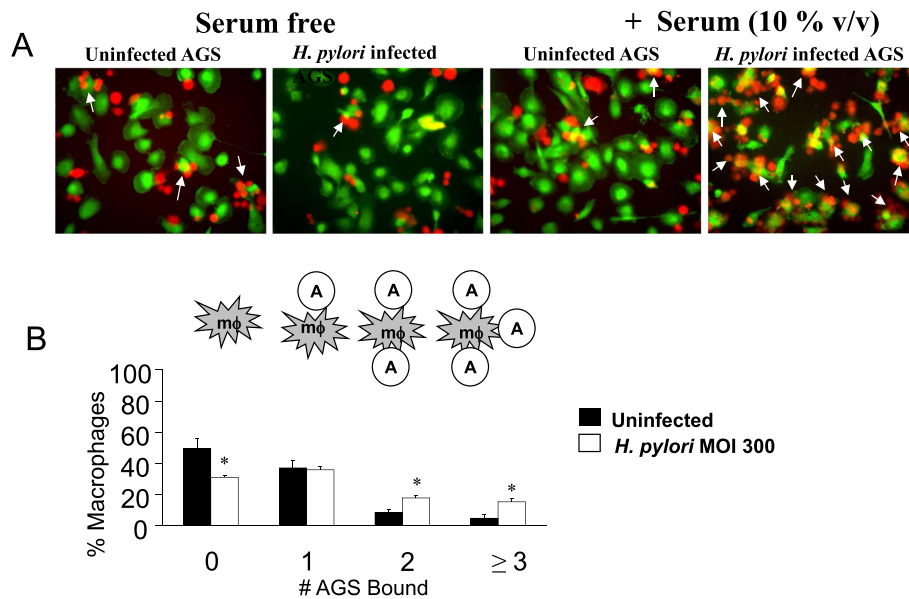 A
Serum free
+ Serum (10 % v/v)
Uninfected AGS
H. pylori infected
AGS
Uninfected AGS
H. pylori infected AGS
B
mϕ
A
mϕ
A
mϕ
A
A
mϕ
A
A
% Macrophages
100
80
60
40
20
0
*
*
*
0 1 2 ≥ 3
# AGS Bound
Uninfected
H. pylori MOI 300